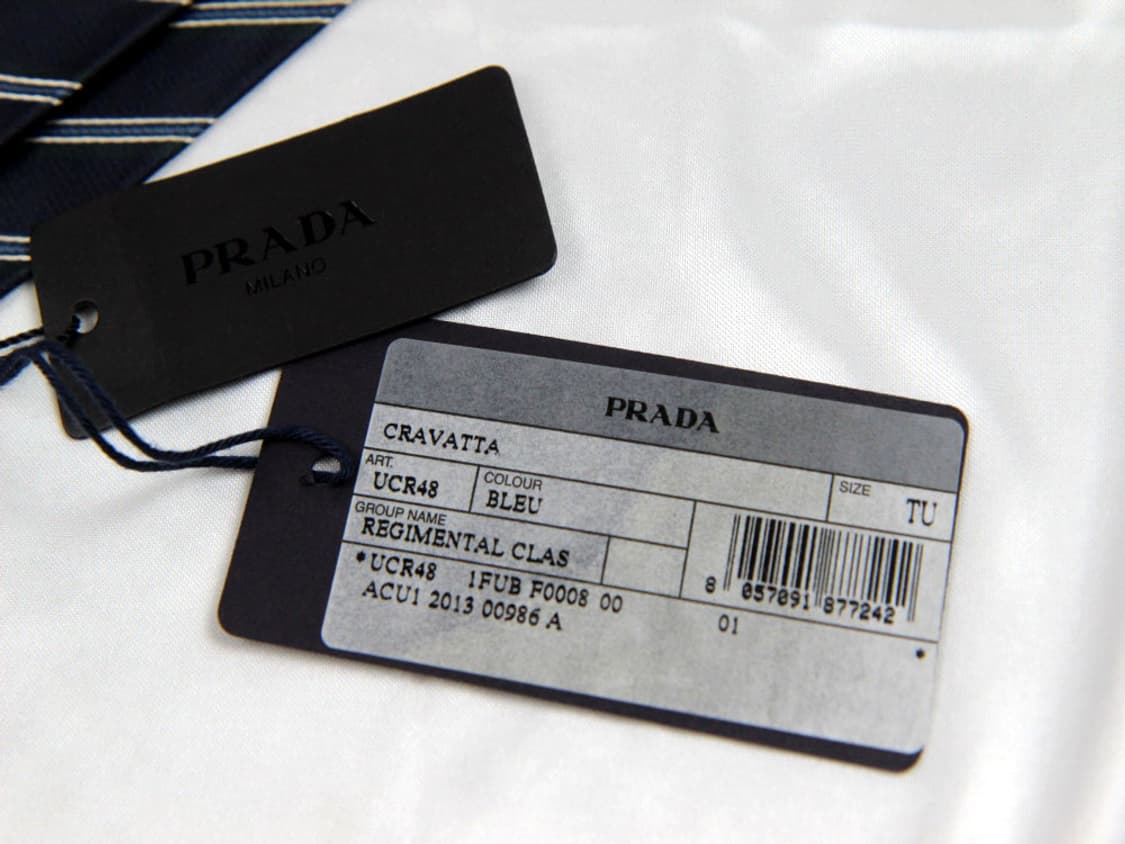 PRADA
MILANO
PRADA
CRAVATTA
ART.
UCR48
COLOUR
BLEU
SIZE
TU
GROUP NAME
REGIMENTAL CLAS
*UCR48 1FUB F0008 00
ACU1 2013 00986 A
8 057091 877242
01
*